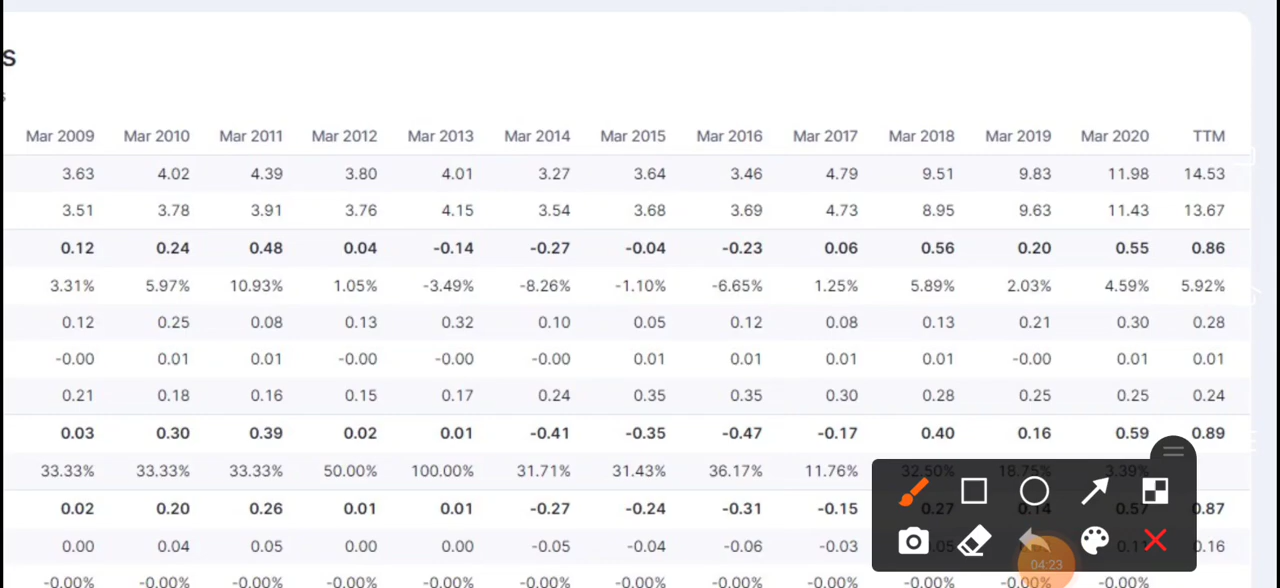 s
s
Mar 2009 Mar 2010 Mar 2011 Mar 2012 Mar 2013 Mar 2014 Mar 2015 Mar 2016 Mar 2017 Mar 2018 Mar 2019 Mar 2020 TTM
3.63 4.02 4.39 3.80 4.01 3.27 3.64 3.46 4.79 9.51 9.83 11.98 14.53
3.51 3.78 3.91 3.76 4.15 3.54 3.68 3.69 4.73 8.95 9.63 11.43 13.67
0.12 0.24 0.48 0.04 -0.14 -0.27 -0.04 -0.23 0.06 0.56 0.20 0.55 0.86
3.31% 5.97% 10.93% 1.05% -3.49% -8.26% -1.10% -6.65% 1.25% 5.89% 2.03% 4.59% 5.92%
0.12 0.25 0.08 0.13 0.32 0.10 0.05 0.12 0.08 0.13 0.21 0.30 0.28
-0.00 0.01 0.01 -0.00 -0.00 -0.00 0.01 0.01 0.01 0.01 -0.00 0.01 0.01
0.21 0.18 0.16 0.15 0.17 0.24 0.35 0.35 0.30 0.28 0.25 0.25 0.24
0.03 0.30 0.39 0.02 0.01 -0.41 -0.35 -0.47 -0.17 0.40 0.16 0.59 0.89
33.33% 33.33% 33.33% 50.00% 100.00% 31.71% 31.43% 36.17% 11.76% 32.50% 18.75% 3.39%
0.02 0.20 0.26 0.01 0.01 -0.27 -0.24 -0.31 -0.15 0.27 0.14 0.57 0.87
0.00 0.04 0.05 0.00 0.00 -0.05 -0.04 -0.06 -0.03 0.16
04:23
-0.00% -0.00% -0.00% -0.00% -0.00% -0.00% -0.00% -0.00% -0.00% -0.00% -0.00% -0.00%